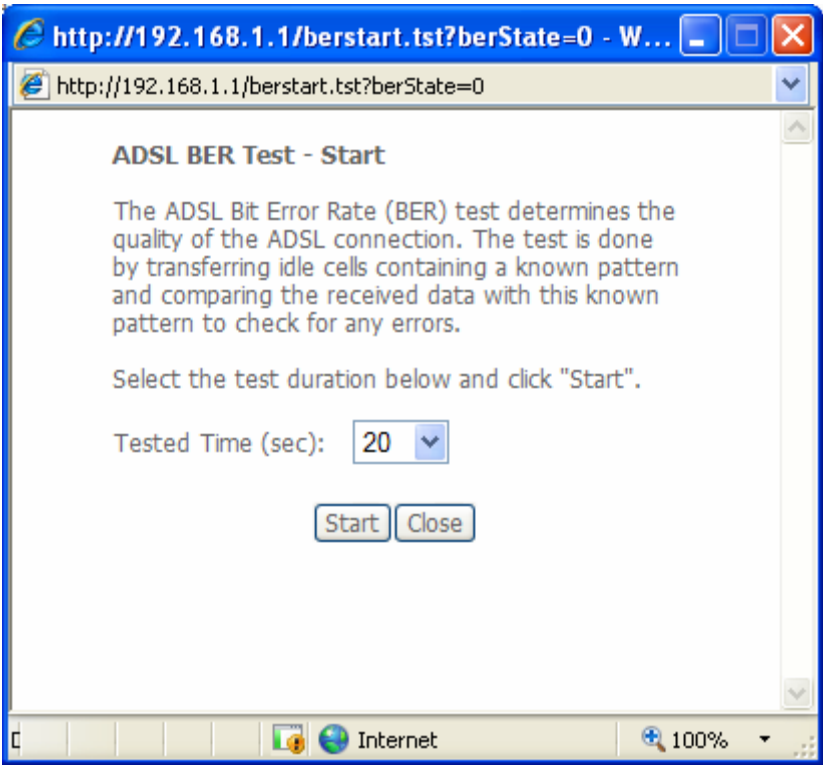 http://192.168.1.1/berstart.tst?berState=0 - W...
http://192.168.1.1/berstart.tst?berState=0
ADSL BER Test - Start
The ADSL Bit Error Rate (BER) test determines the
quality of the ADSL connection. The test is done
by transferring idle cells containing a known pattern
and comparing the received data with this known
pattern to check for any errors.
Select the test duration below and click "Start".
Tested Time (sec): 20
Start Close
Internet 100%